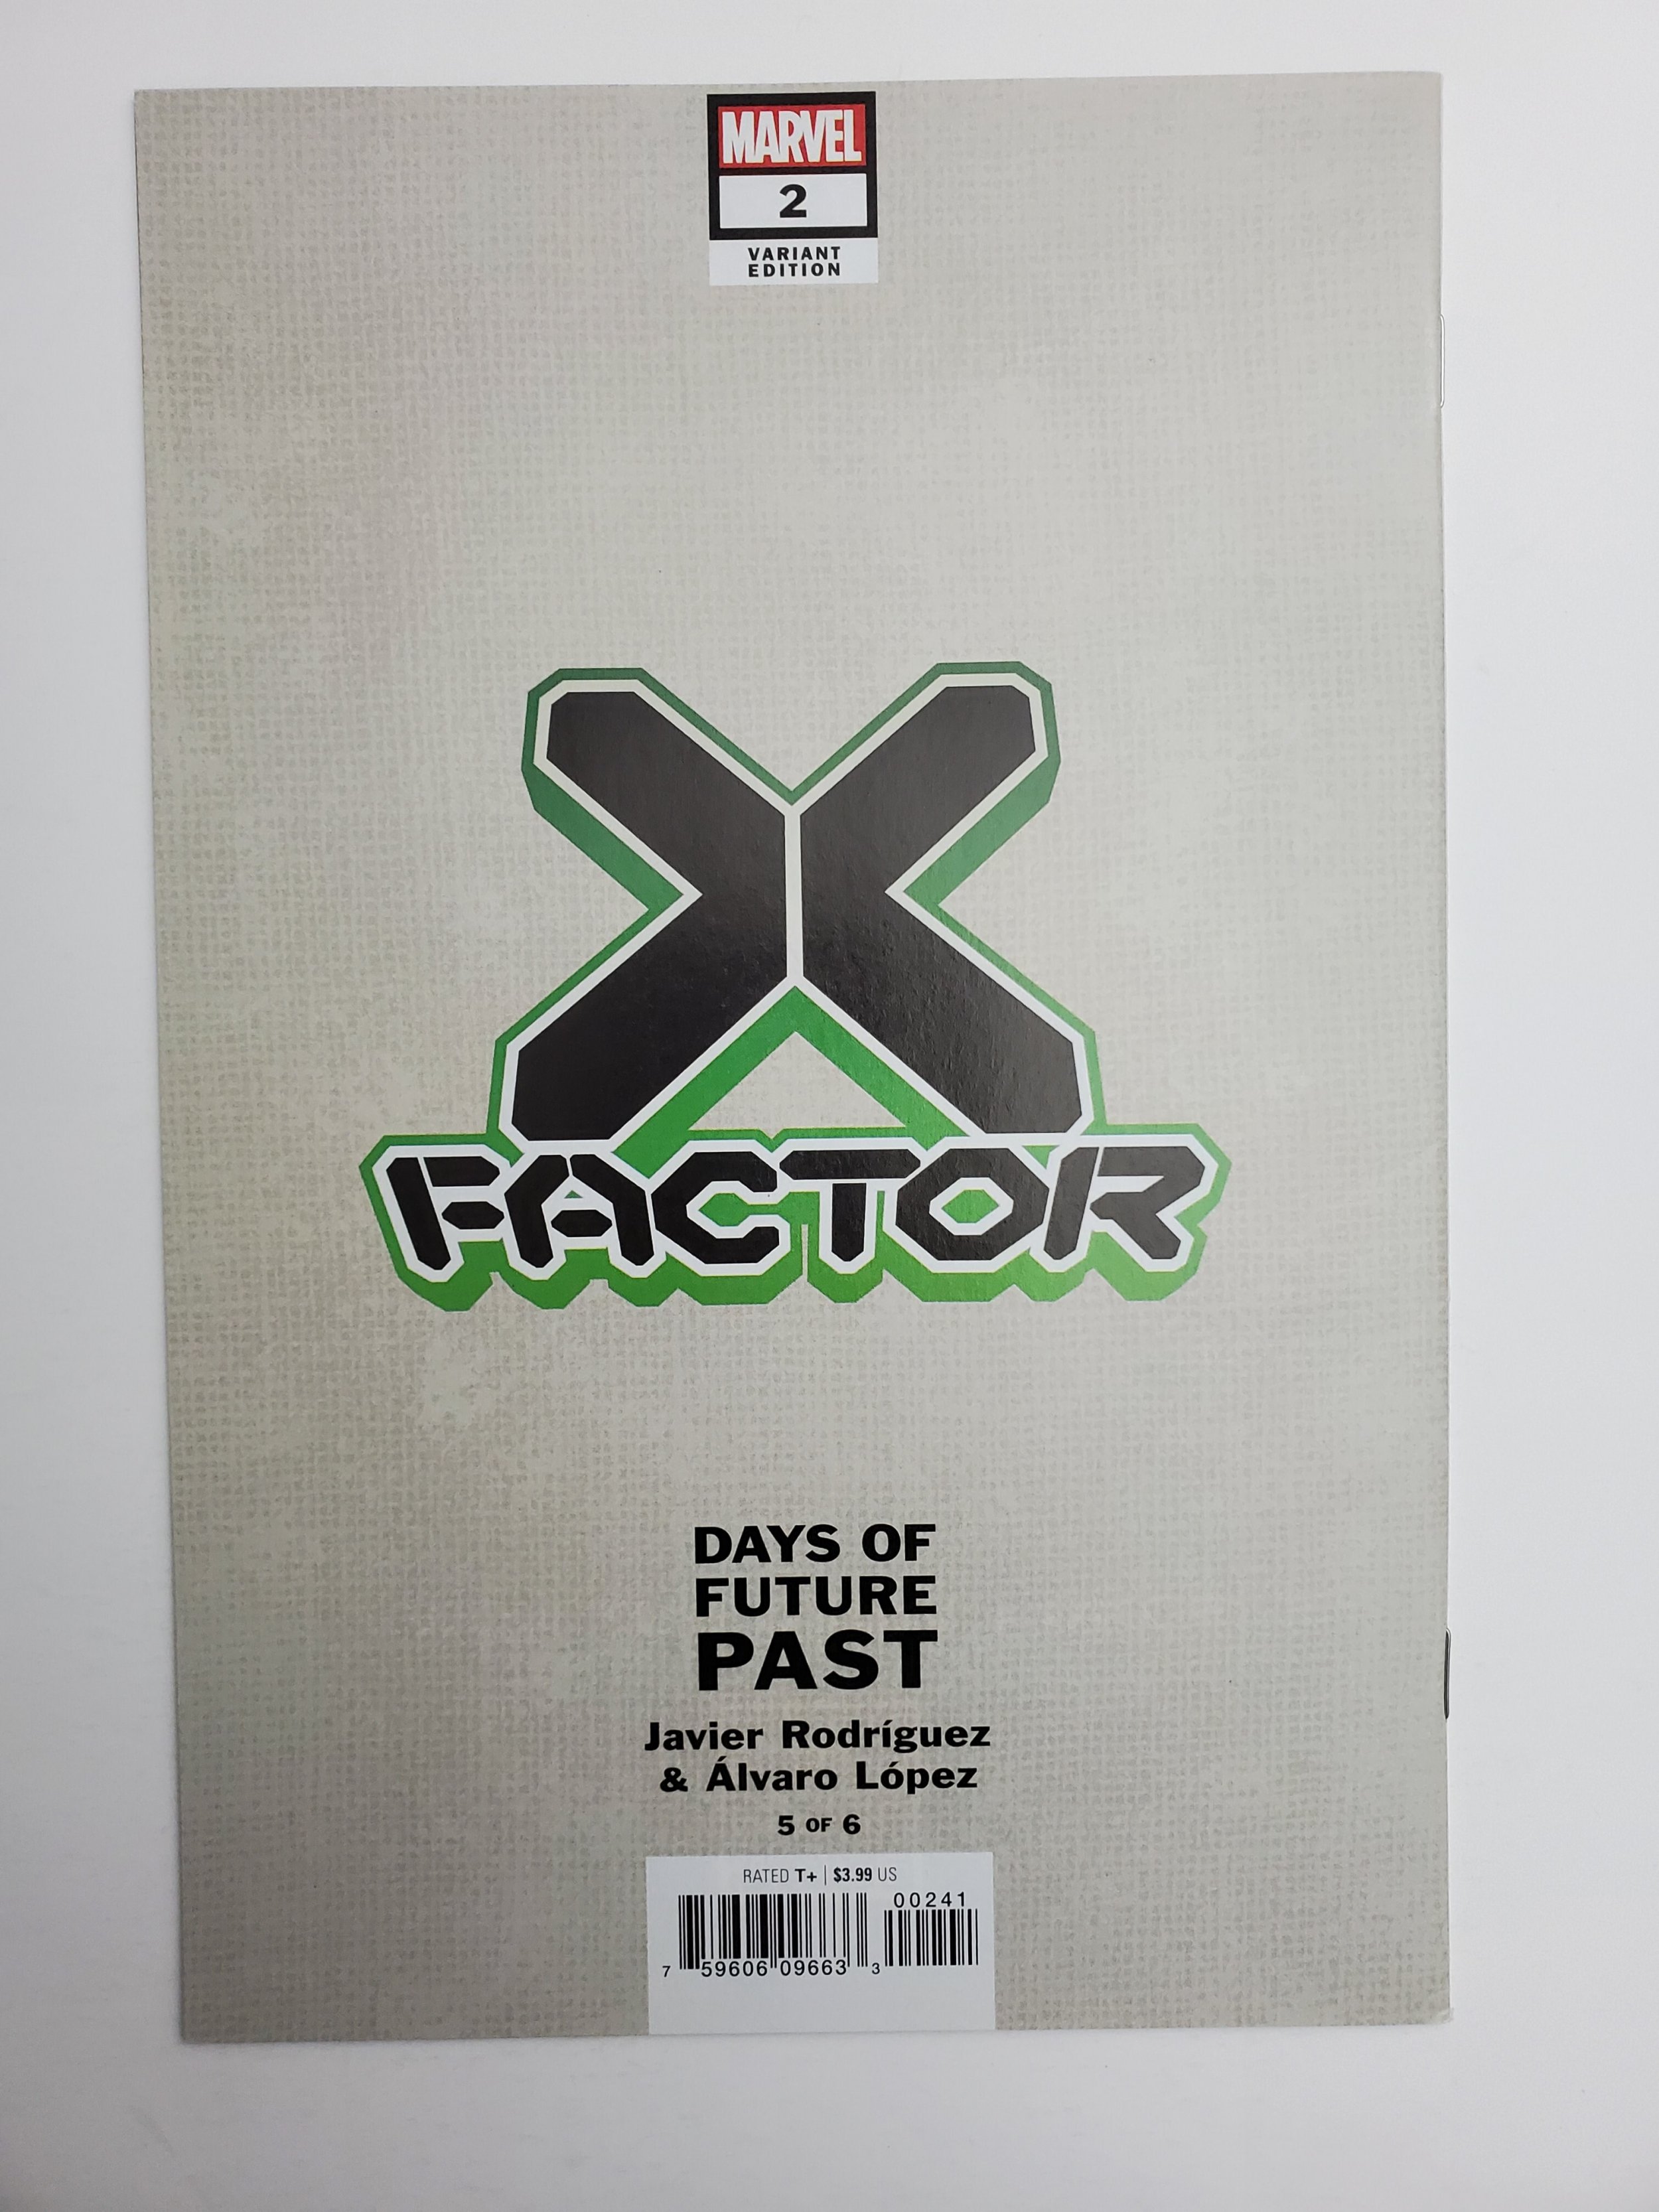 MARVEL
2
VARIANT
EDITION
X
FACTOR
DAYS OF
FUTURE
PAST
Javier Rodríguez
& Álvaro López
5 OF 6
RATED T+ | $3.99 US
00241
7 59606 09663 3